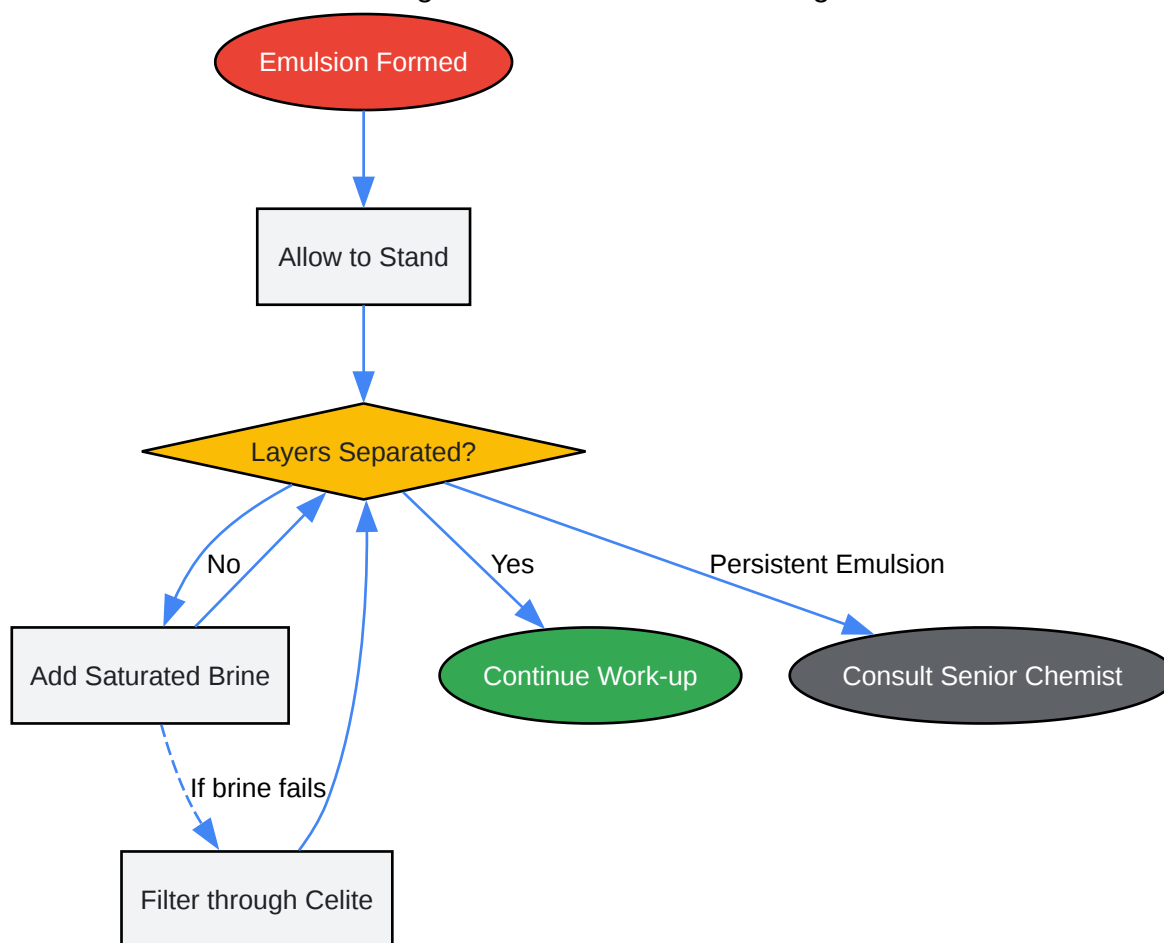 Emulsion Formed
Allow to Stand
Layers Separated?
No
Yes
Persistent Emulsion
Add Saturated Brine
Continue Work-up
Consult Senior Chemist
If brine fails
Filter through Celite